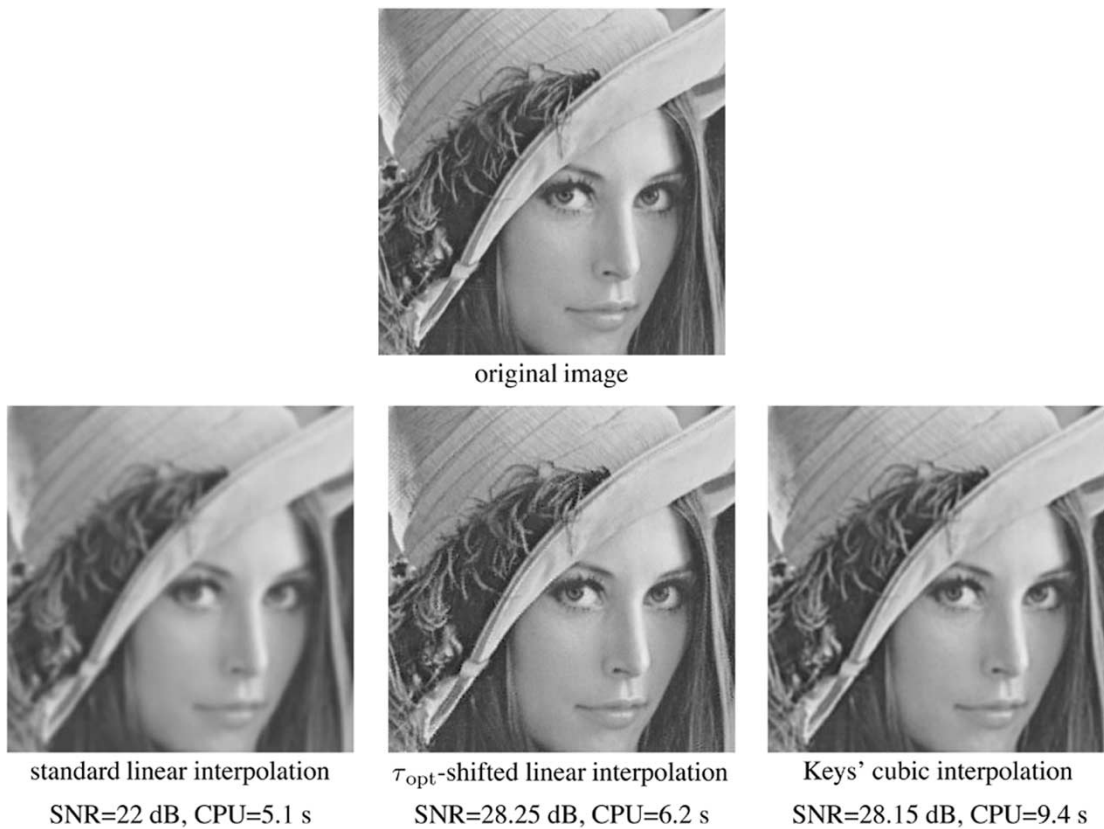 original image
standard linear interpolation
SNR=22 dB, CPU=5.1 s
τopt-shifted linear interpolation
SNR=28.25 dB, CPU=6.2 s
Keys' cubic interpolation
SNR=28.15 dB, CPU=9.4 s